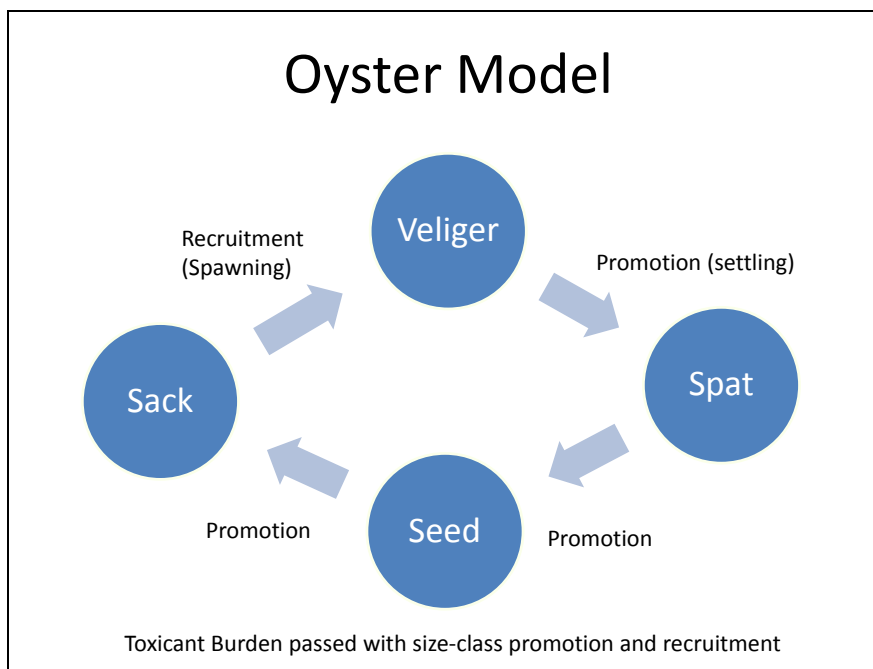 Oyster Model
Veliger
Recruitment
(Spawning)
Promotion (settling)
Sack
Spat
Promotion
Seed
Promotion
Toxicant Burden passed with size-class promotion and recruitment